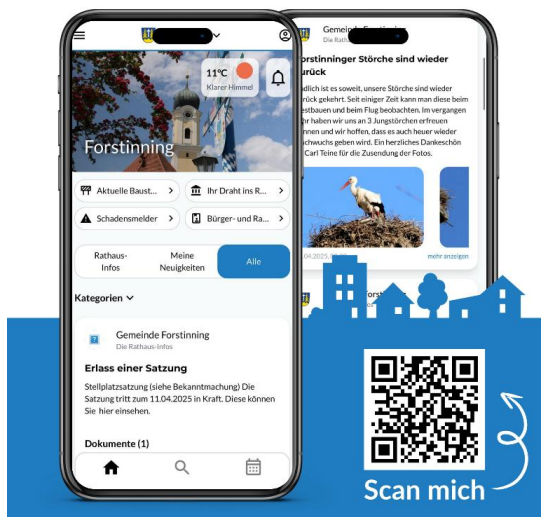 11°C
Klarer Himmel
Forstinning
Aktuelle Baust...
Ihr Draht ins R...
Schadensmelder
Bürger- und Ra...
Rathaus-
Infos
Meine
Neuigkeiten
Alle
Kategorien
Gemeinde Forstinning
Die Rathaus-Infos
Erlass einer Satzung
Stellplatzsatzung (siehe Bekanntmachung) Die
Satzung tritt zum 11.04.2025 in Kraft. Diese können
Sie hier einsehen.
Dokumente (1)
Die Rath
orstinninger Störche sind wieder
urück
dlich ist es soweit, unsere Störche sind wieder
rück gekehrt. Seit einiger Zeit kann man diese beim
estbauen und beim Flug beobachten. Im vergangen
hr haben wir uns an 3 Jungstörchen erfreuen
nnen und wir hoffen, dass es auch heuer wieder
chwuchs geben wird. Ein herzliches Dankeschön
Carl Teine für die Zusendung der Fotos.
.04.2025,
mehr anzeigen
Scan mich